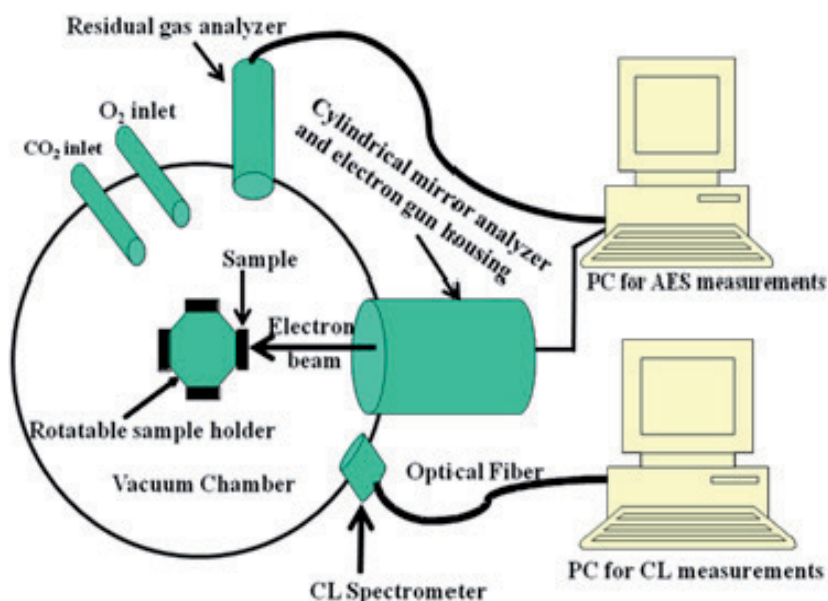 Residual gas analyzer
O₂ inlet
CO₂ inlet
Cylindrical mirror analyzer
and electron gun housing
PC for AES measurements
Sample
Electron
beam
Rotatable sample holder
Vacuum Chamber
Optical Fiber
CL Spectrometer
PC for CL measurements